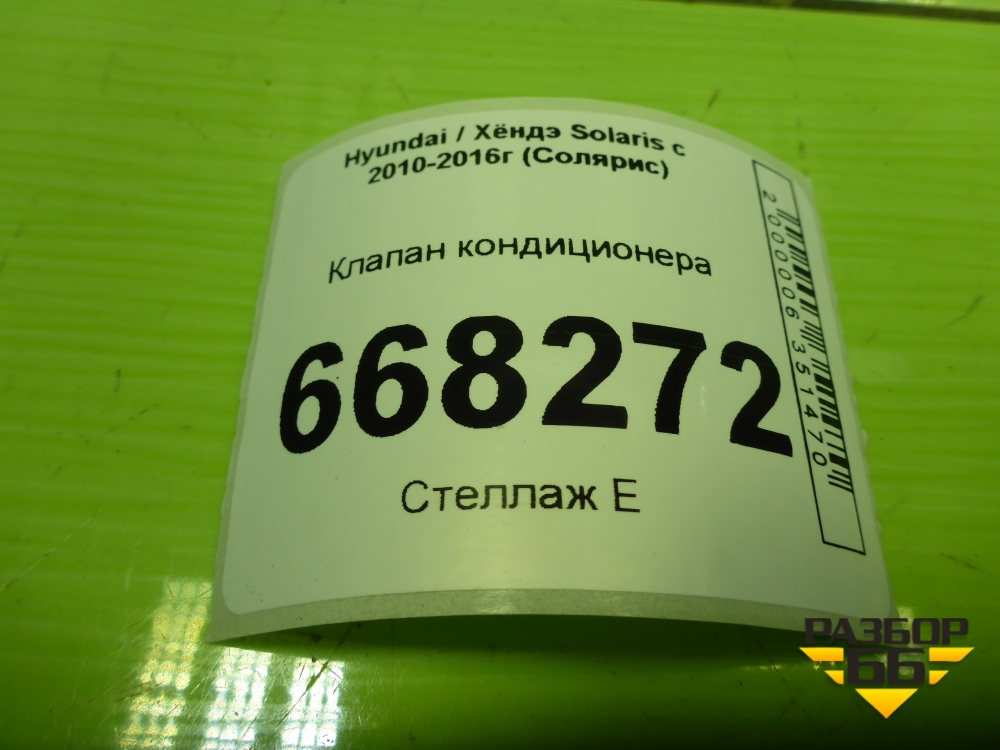 Hyundai / Хёндэ Solaris с
2010-2016г (Солярис)
Клапан кондиционера
668272
Стеллаж Е
2000006351470
РАЗБОР
66